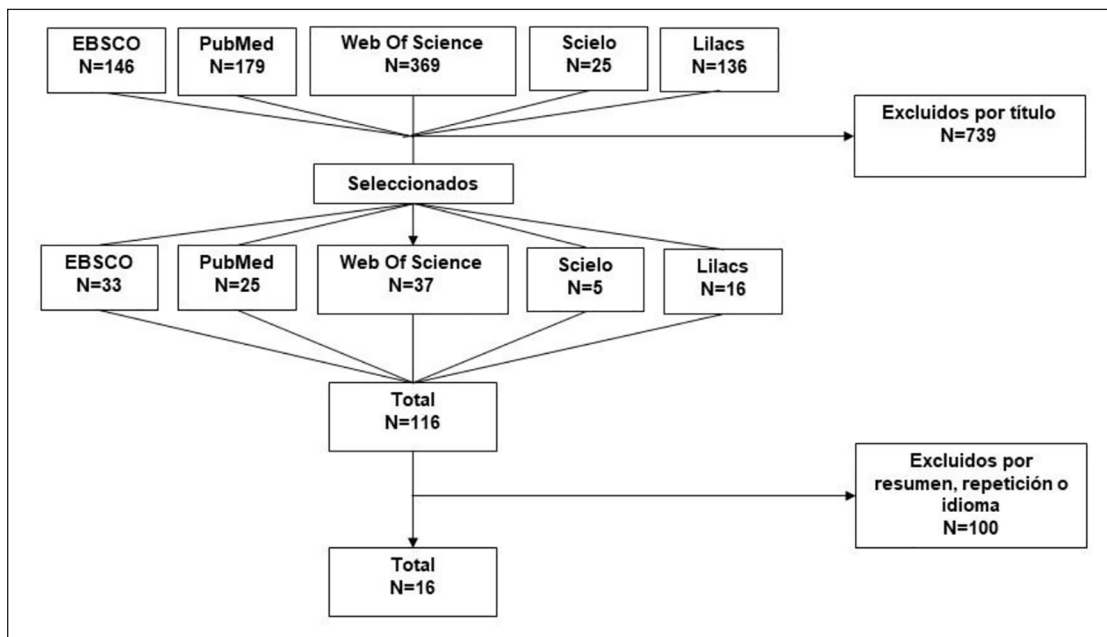 EBSCO
N=146
PubMed
N=179
Web Of Science
N=369
Scielo
N=25
Lilacs
N=136
Excluidos por título
N=739
Seleccionados
EBSCO
N=33
PubMed
N=25
Web Of Science
N=37
Scielo
N=5
Lilacs
N=16
Total
N=116
Excluidos por
resumen, repetición o
idioma
N=100
Total
N=16